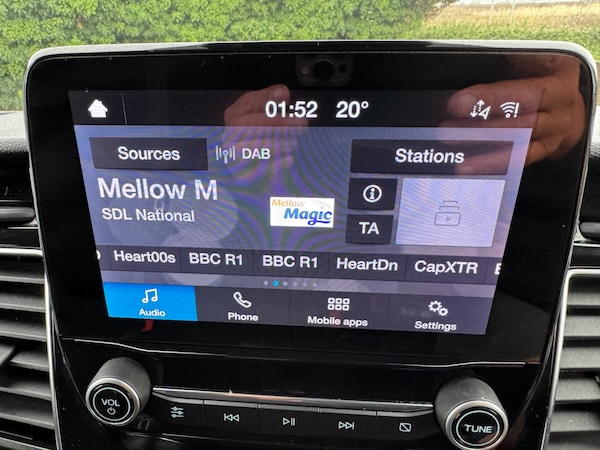 01:52 20°
Sources DAB Stations
Mellow M
SDL National
Mellow
Magic
TA
Heart00s BBC R1 BBC R1 HeartDn CapXTR
Audio Phone Mobile apps Settings
VOL
TUNE